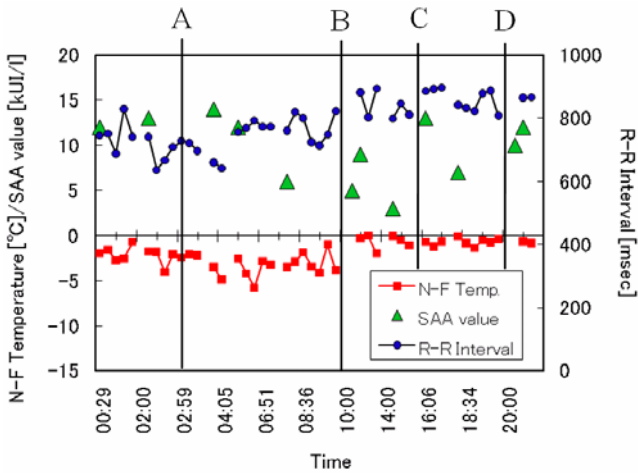 A B C D
N-F Temperature [℃]/SAA value [kUI/l]
20
15
10
5
0
-5
-10
-15
1000
800
600
400
200
0
R-R Interval [msec]
N-F Temp.
SAA value
R-R Interval
00:29 02:00 02:59 04:05 06:51 08:36 10:00 14:00 16:06 18:34 20:00
Time